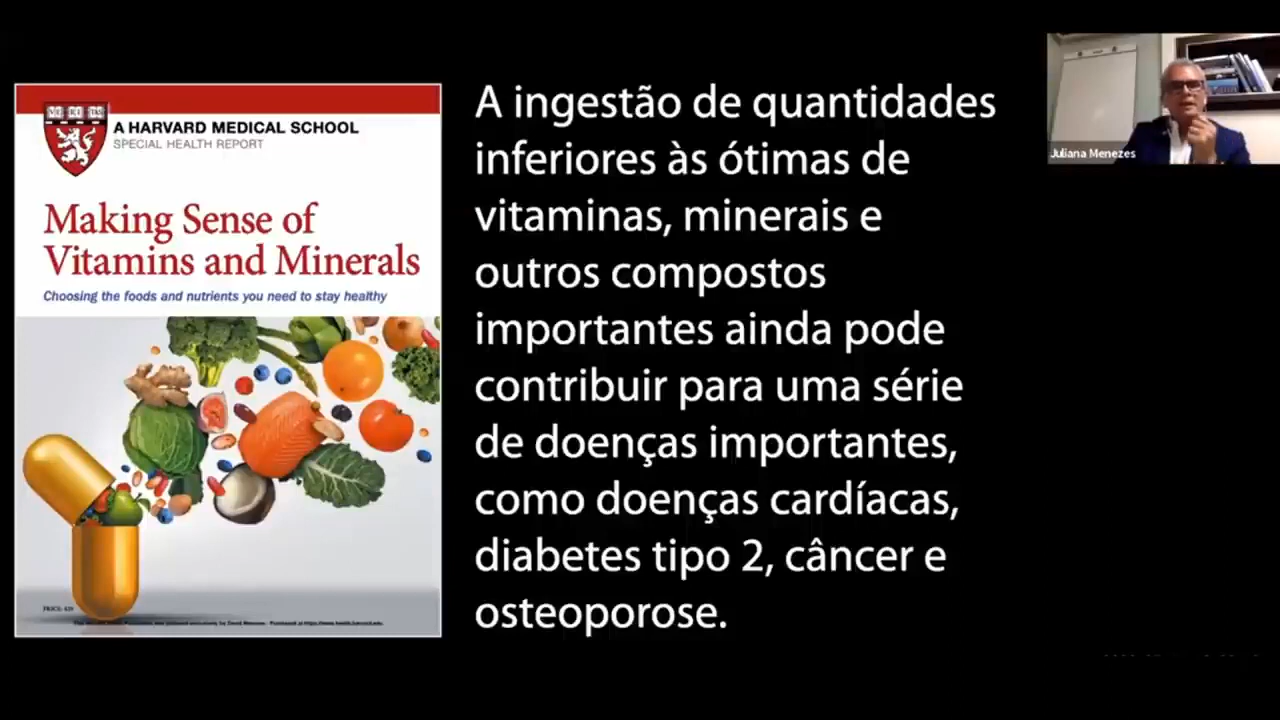 A HARVARD MEDICAL SCHOOL
SPECIAL HEALTH REPORT
Making Sense of
Vitamins and Minerals
Choosing the foods and nutrients you need to stay healthy
A ingestão de quantidades
inferiores às ótimas de
vitaminas, minerais e
outros compostos
importantes ainda pode
contribuir para uma série
de doenças importantes,
como doenças cardíacas,
diabetes tipo 2, câncer e
osteoporose.
Juliana Menezes